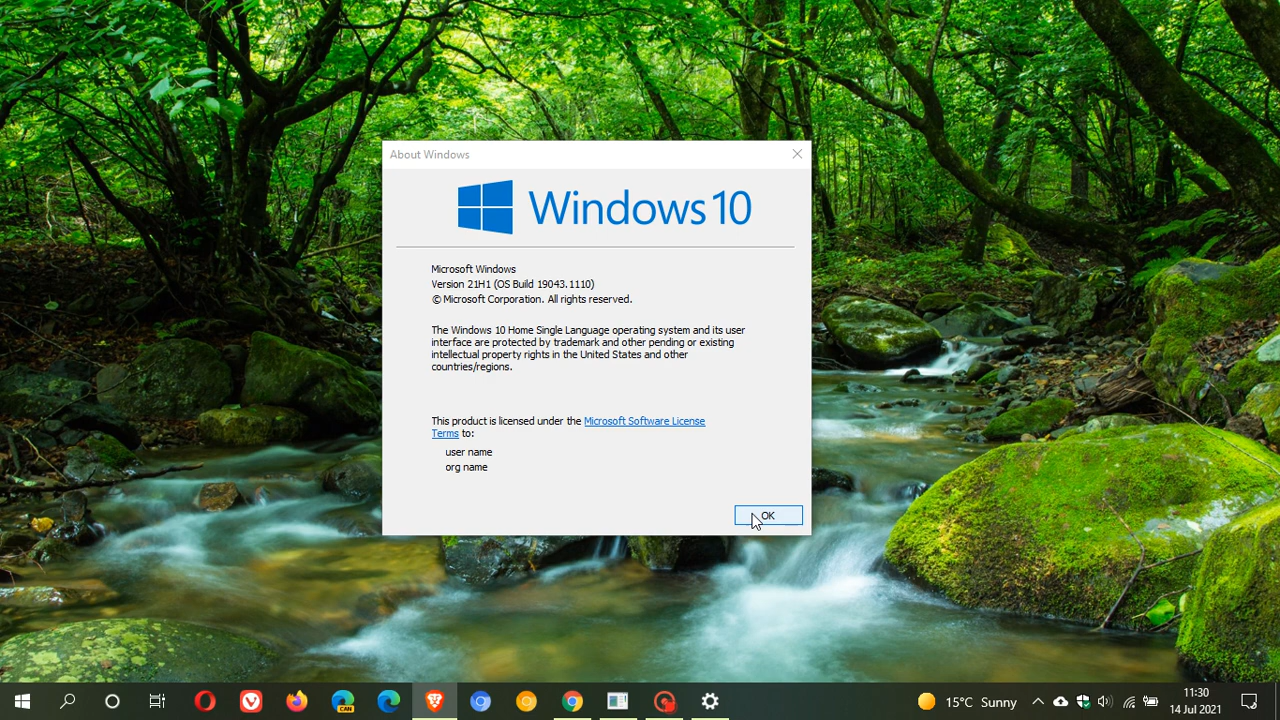 About Windows
Windows 10
Microsoft Windows
Version 21H1 (OS Build 19043.1110)
© Microsoft Corporation. All rights reserved.
The Windows 10 Home Single Language operating system and its user
interface are protected by trademark and other pending or existing
intellectual property rights in the United States and other
countries/regions.
This product is licensed under the Microsoft Software License
Terms to:
user name
org name
OK
CAN
15°C Sunny
11:30
14 Jul 2021